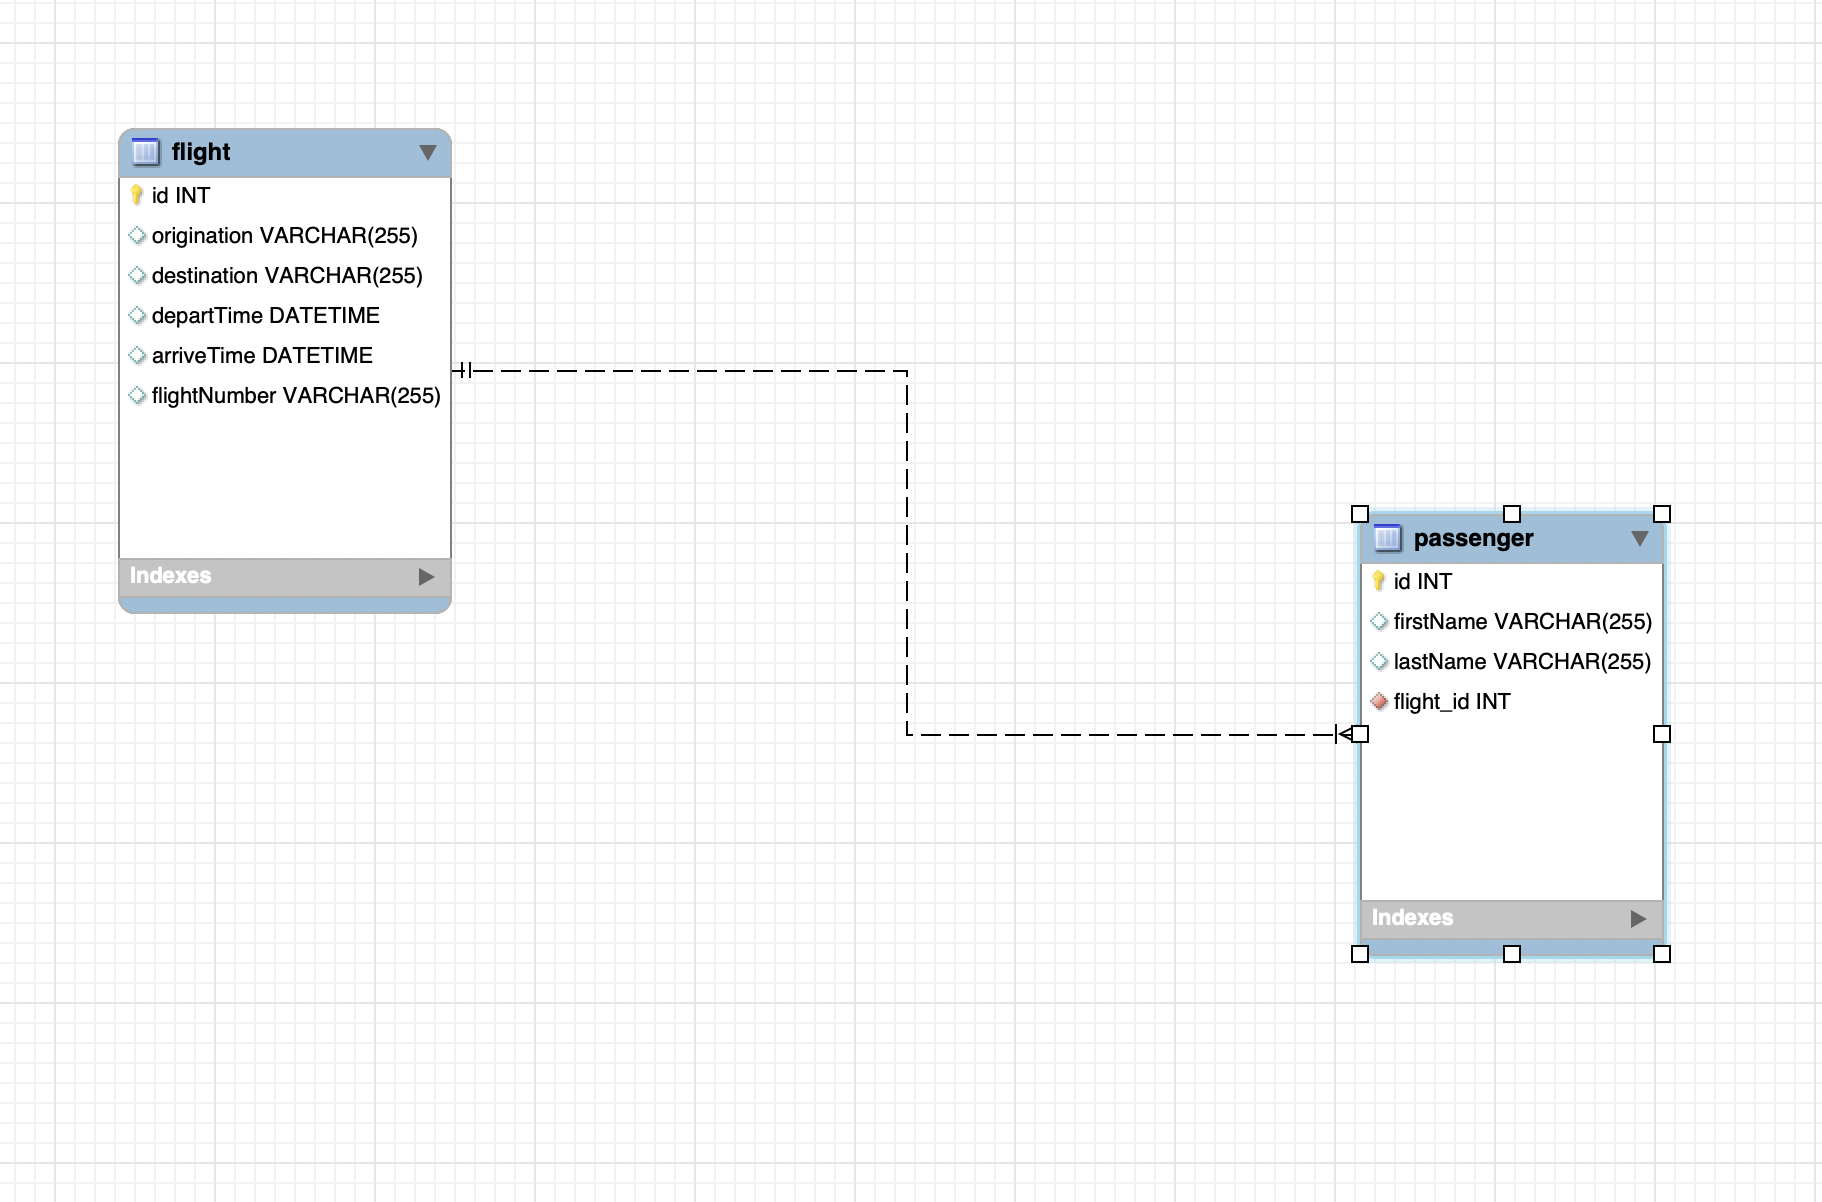 flight
id INT
origination VARCHAR(255)
destination VARCHAR(255)
departTime DATETIME
arriveTime DATETIME
flightNumber VARCHAR(255)
Indexes
passenger
id INT
firstName VARCHAR(255)
lastName VARCHAR(255)
flight_id INT
Indexes